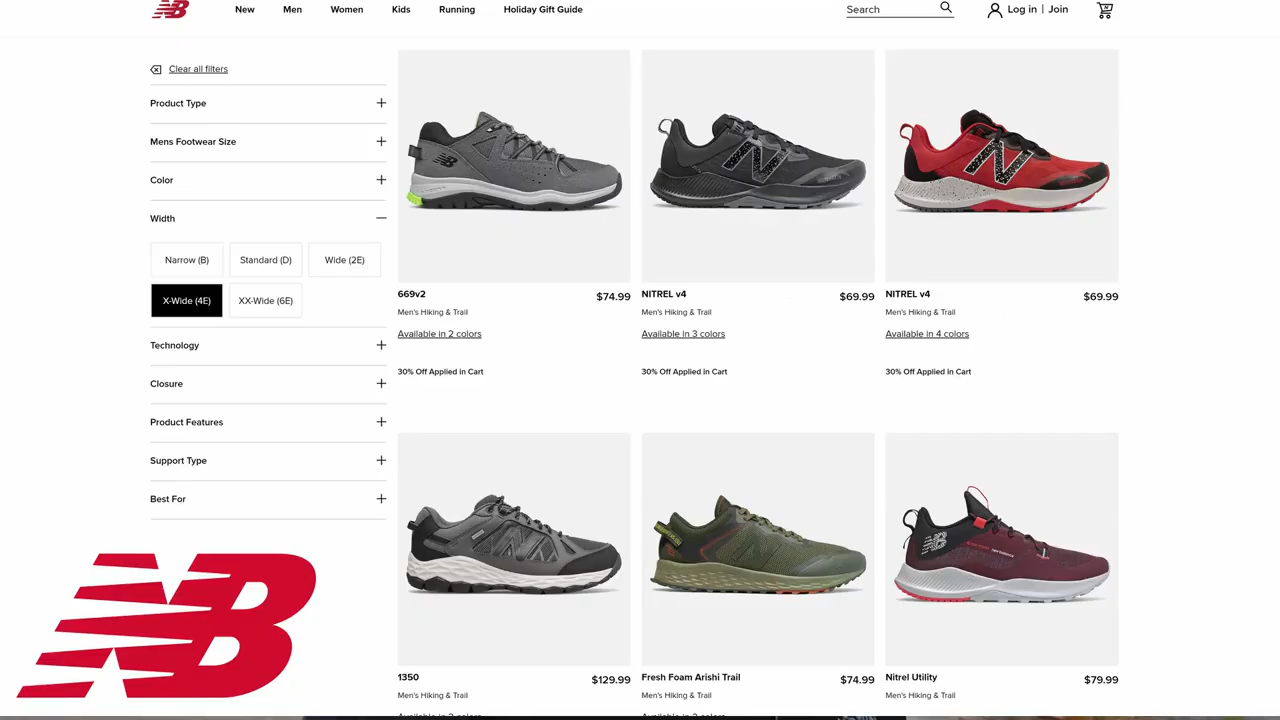 New Men Women Kids Running Holiday Gift Guide Search Log in | Join
Clear all filters
Product Type
Mens Footwear Size
Color
Width
Narrow (B) Standard (D) Wide (2E)
X-Wide (4E) XX-Wide (6E)
Technology
Closure
Product Features
Support Type
Best For
669v2 $74.99
Men's Hiking & Trail
Available in 2 colors
30% Off Applied in Cart
NITREL v4 $69.99
Men's Hiking & Trail
Available in 3 colors
30% Off Applied in Cart
NITREL v4 $69.99
Men's Hiking & Trail
Available in 4 colors
30% Off Applied in Cart
1350 $129.99
Men's Hiking & Trail
Fresh Foam Arishi Trail $74.99
Men's Hiking & Trail
Nitrel Utility $79.99
Men's Hiking & Trail
NB